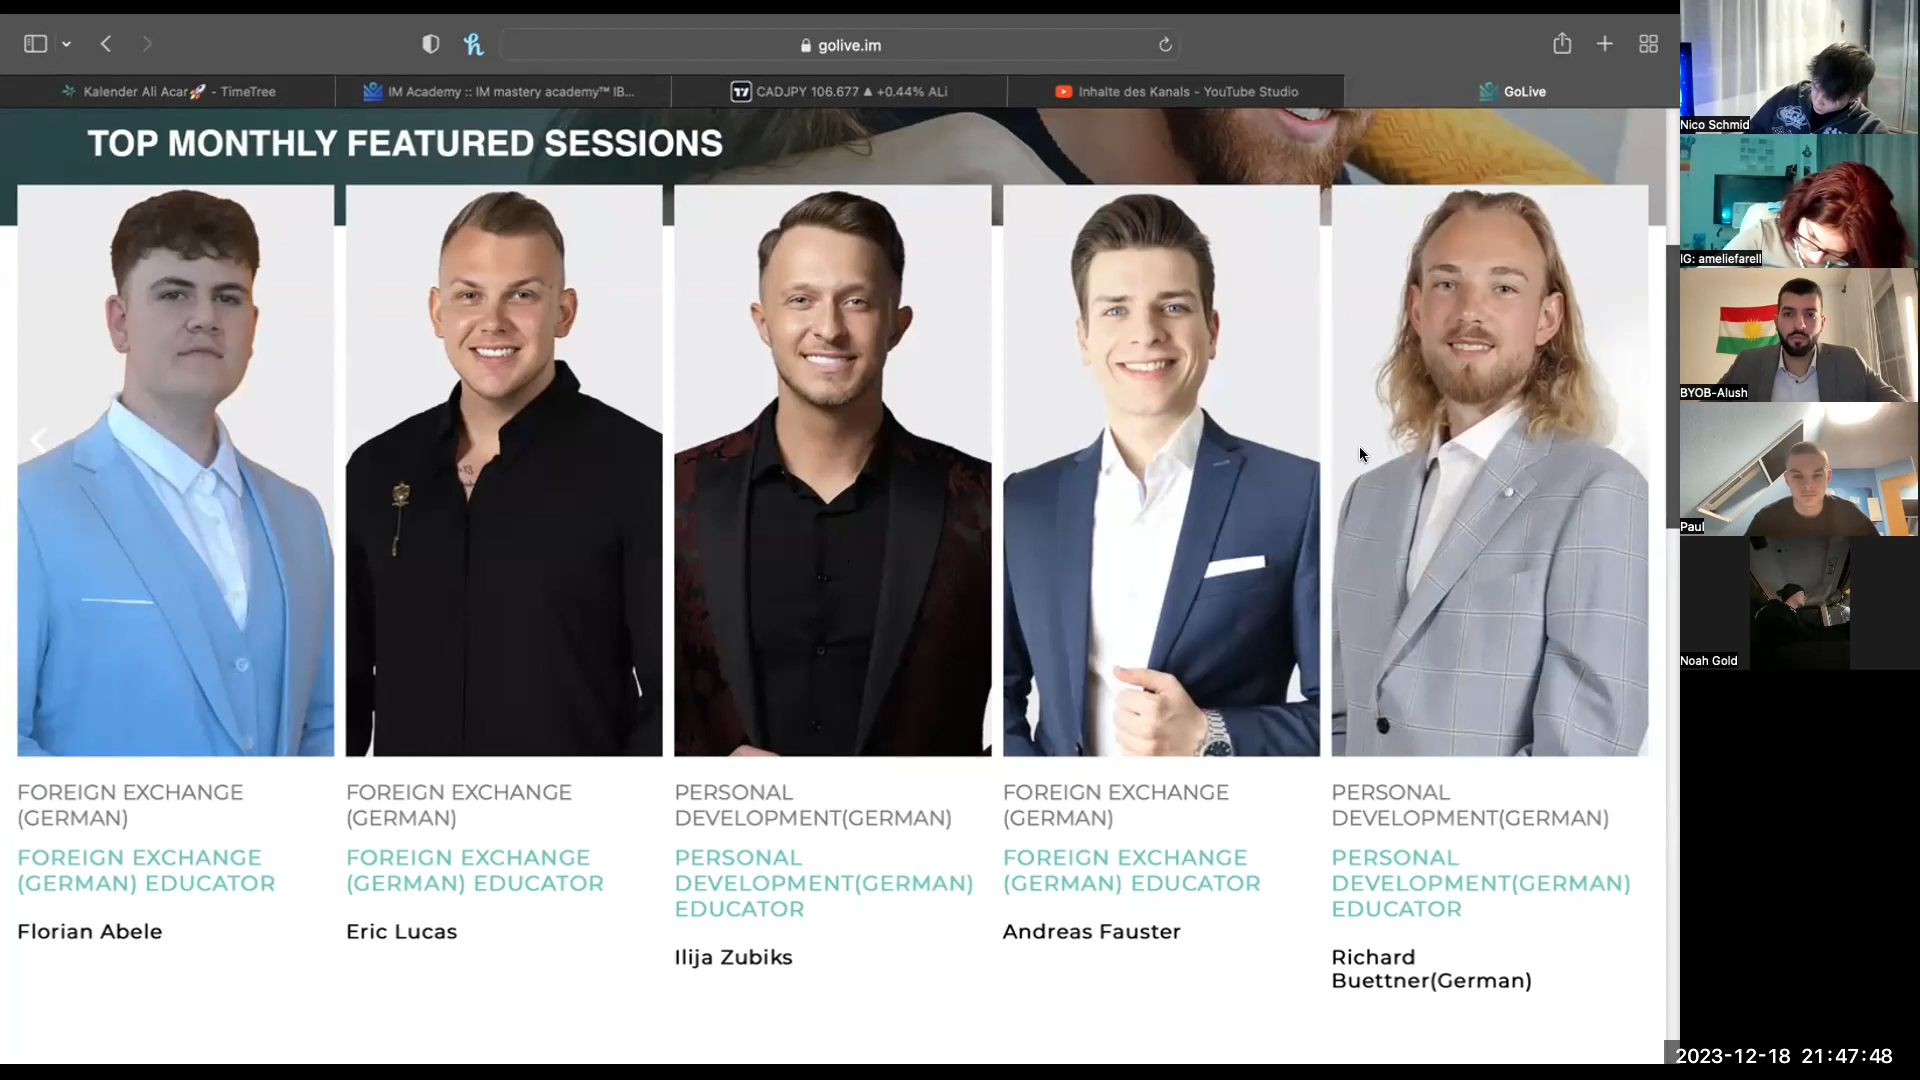 golive.im
Kalender Ali Acar🚀 - TimeTree
IM Academy :: IM mastery academy™ IB...
CADJPY 106.677 ▲ +0.44% ALi
Inhalte des Kanals - YouTube Studio
GoLive
TOP MONTHLY FEATURED SESSIONS
FOREIGN EXCHANGE
(GERMAN)
FOREIGN EXCHANGE
(GERMAN) EDUCATOR
Florian Abele
FOREIGN EXCHANGE
(GERMAN)
FOREIGN EXCHANGE
(GERMAN) EDUCATOR
Eric Lucas
PERSONAL
DEVELOPMENT(GERMAN)
PERSONAL
DEVELOPMENT(GERMAN)
EDUCATOR
Ilija Zubiks
FOREIGN EXCHANGE
(GERMAN)
FOREIGN EXCHANGE
(GERMAN) EDUCATOR
Andreas Fauster
PERSONAL
DEVELOPMENT(GERMAN)
PERSONAL
DEVELOPMENT(GERMAN)
EDUCATOR
Richard
Buettner(German)
Nico Schmid
IG: ameliefarell
BYOB-Alush
Paul
Noah Gold
2023-12-18 21:47:48